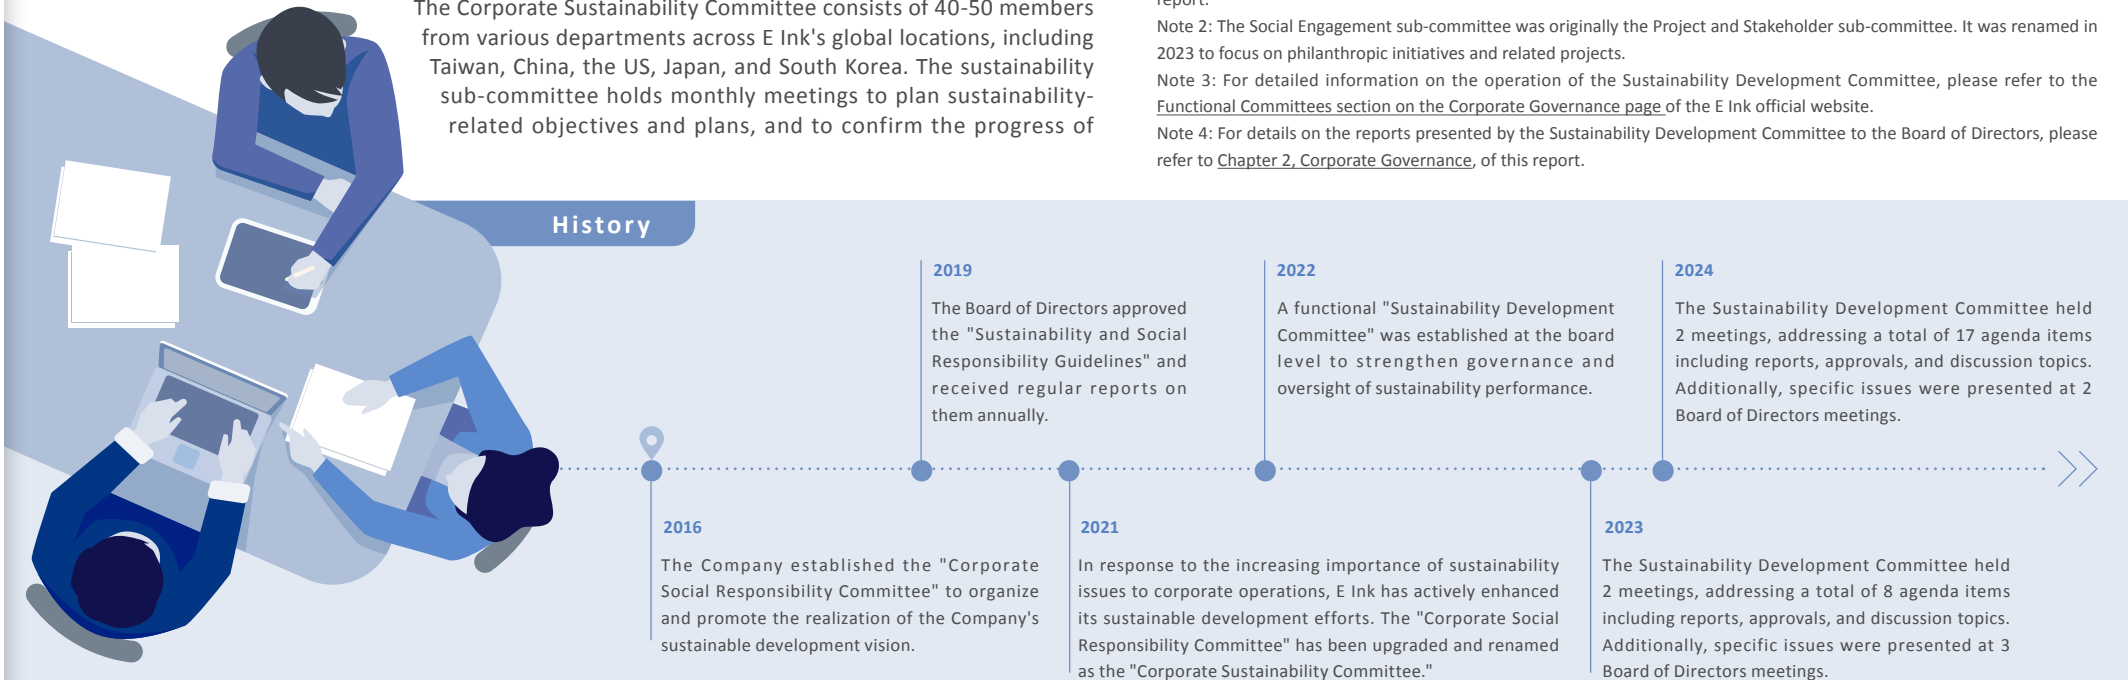 The Corporate Sustainability Committee consists of 40-50 members
from various departments across E Ink's global locations, including
Taiwan, China, the US, Japan, and South Korea. The sustainability
sub-committee holds monthly meetings to plan sustainability-
related objectives and plans, and to confirm the progress of
report.
Note 2: The Social Engagement sub-committee was originally the Project and Stakeholder sub-committee. It was renamed in
2023 to focus on philanthropic initiatives and related projects.
Note 3: For detailed information on the operation of the Sustainability Development Committee, please refer to the
Functional Committees section on the Corporate Governance page of the E Ink official website.
Note 4: For details on the reports presented by the Sustainability Development Committee to the Board of Directors, please
refer to Chapter 2, Corporate Governance, of this report.
History
2016
The Company established the "Corporate
Social Responsibility Committee" to organize
and promote the realization of the Company's
sustainable development vision.
2019
The Board of Directors approved
the "Sustainability and Social
Responsibility Guidelines" and
received regular reports on
them annually.
2021
In response to the increasing importance of sustainability
issues to corporate operations, E Ink has actively enhanced
its sustainable development efforts. The "Corporate Social
Responsibility Committee" has been upgraded and renamed
as the "Corporate Sustainability Committee."
2022
A functional "Sustainability Development
Committee" was established at the board
level to strengthen governance and
oversight of sustainability performance.
2023
The Sustainability Development Committee held
2 meetings, addressing a total of 8 agenda items
including reports, approvals, and discussion topics.
Additionally, specific issues were presented at 3
Board of Directors meetings.
2024
The Sustainability Development Committee held
2 meetings, addressing a total of 17 agenda items
including reports, approvals, and discussion topics.
Additionally, specific issues were presented at 2
Board of Directors meetings.